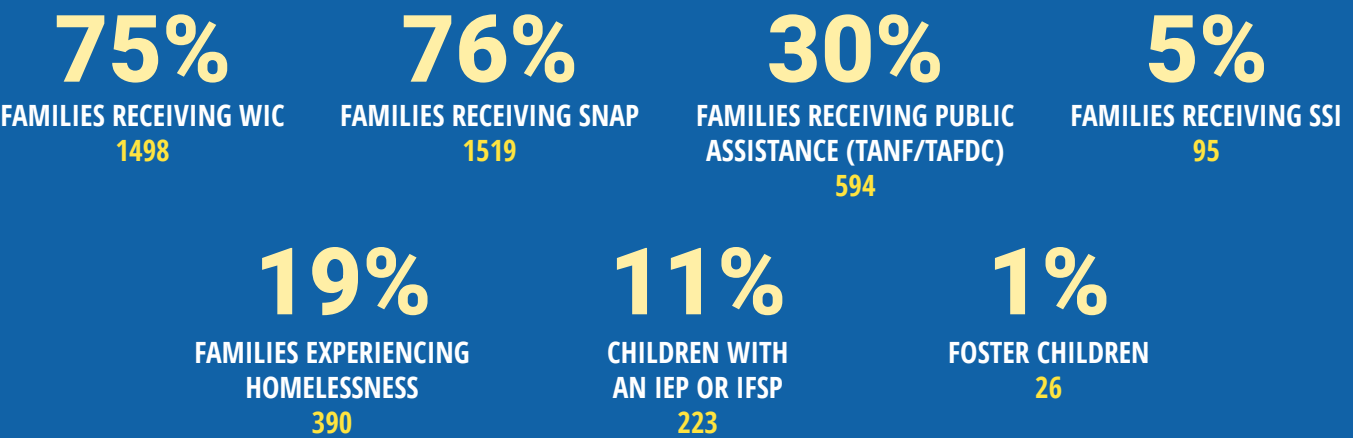 75%
FAMILIES RECEIVING WIC
1498
76%
FAMILIES RECEIVING SNAP
1519
30%
FAMILIES RECEIVING PUBLIC
ASSISTANCE (TANF/TAFDC)
594
5%
FAMILIES RECEIVING SSI
95
19%
FAMILIES EXPERIENCING
HOMELESSNESS
390
11%
CHILDREN WITH
AN IEP OR IFSP
223
1%
FOSTER CHILDREN
26